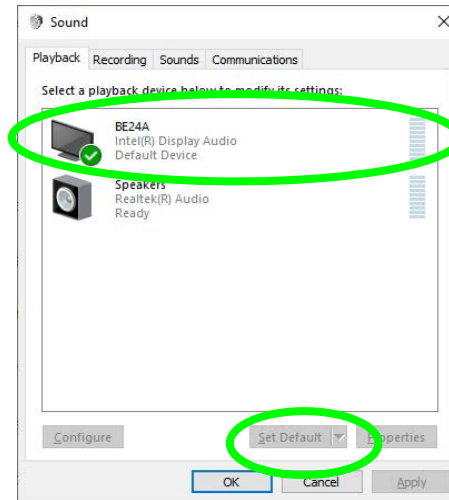 Sound
Playback Recording Sounds Communications
Select a playback device below to modify its settings:
BE24A
Intel(R) Display Audio
Default Device
Speakers
Realtek(R) Audio
Ready
Configure Set Default Properties
OK Cancel Apply